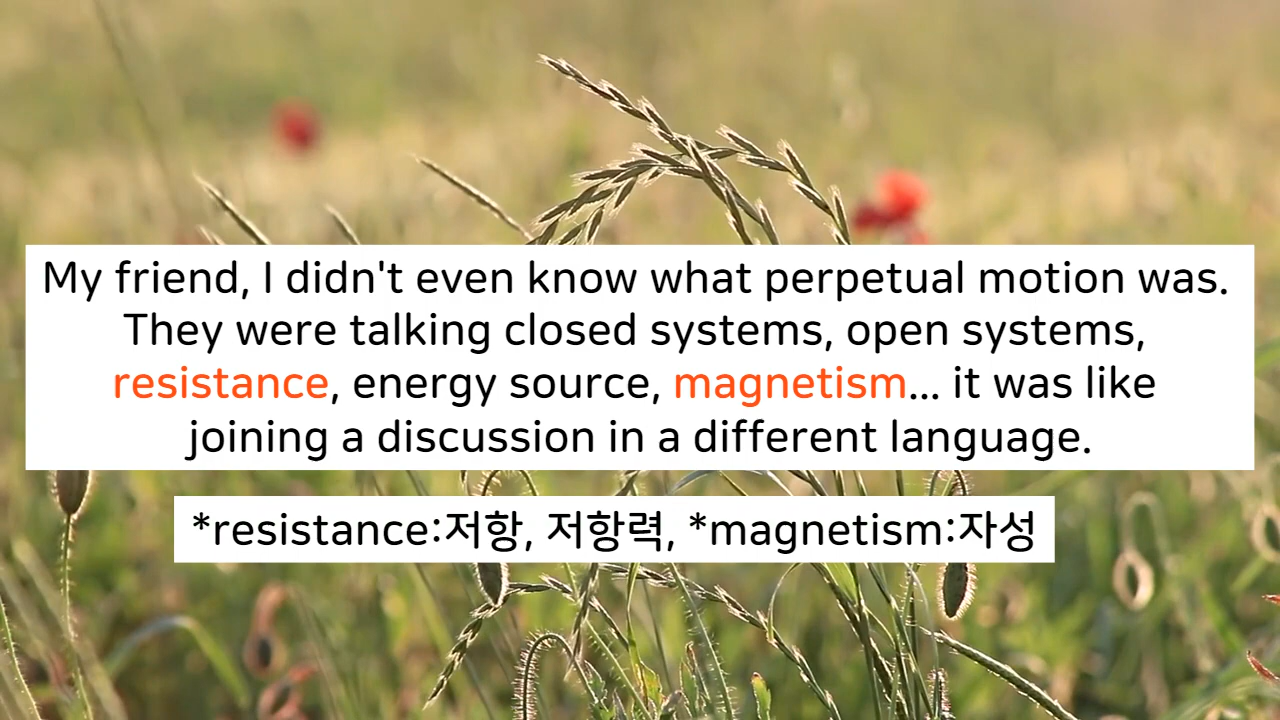 My friend, I didn't even know what perpetual motion was.
They were talking closed systems, open systems,
resistance, energy source, magnetism... it was like
joining a discussion in a different language.
*resistance:저항, 저항력, *magnetism:자성